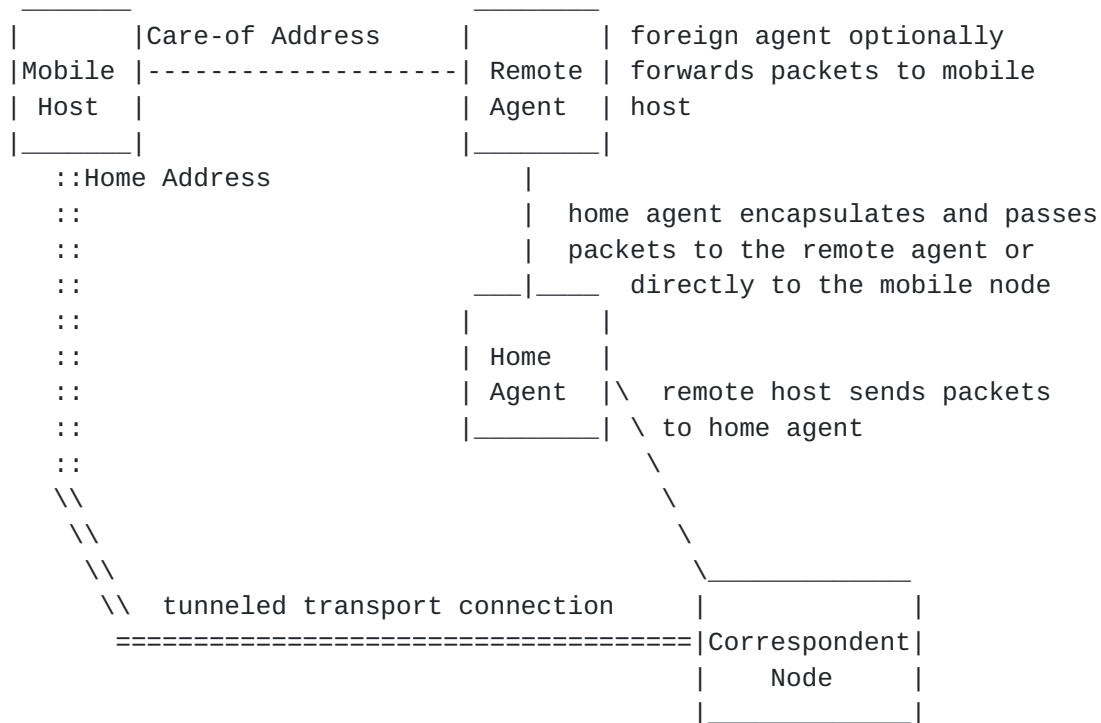 Care-of Address foreign agent optionally
Mobile Remote forwards packets to mobile
Host Agent host
::Home Address
:: home agent encapsulates and passes
:: packets to the remote agent or
:: directly to the mobile node
::
:: Home
:: Agent remote host sends packets
:: to home agent
::
tunneled transport connection
=====================================Correspondent
Node